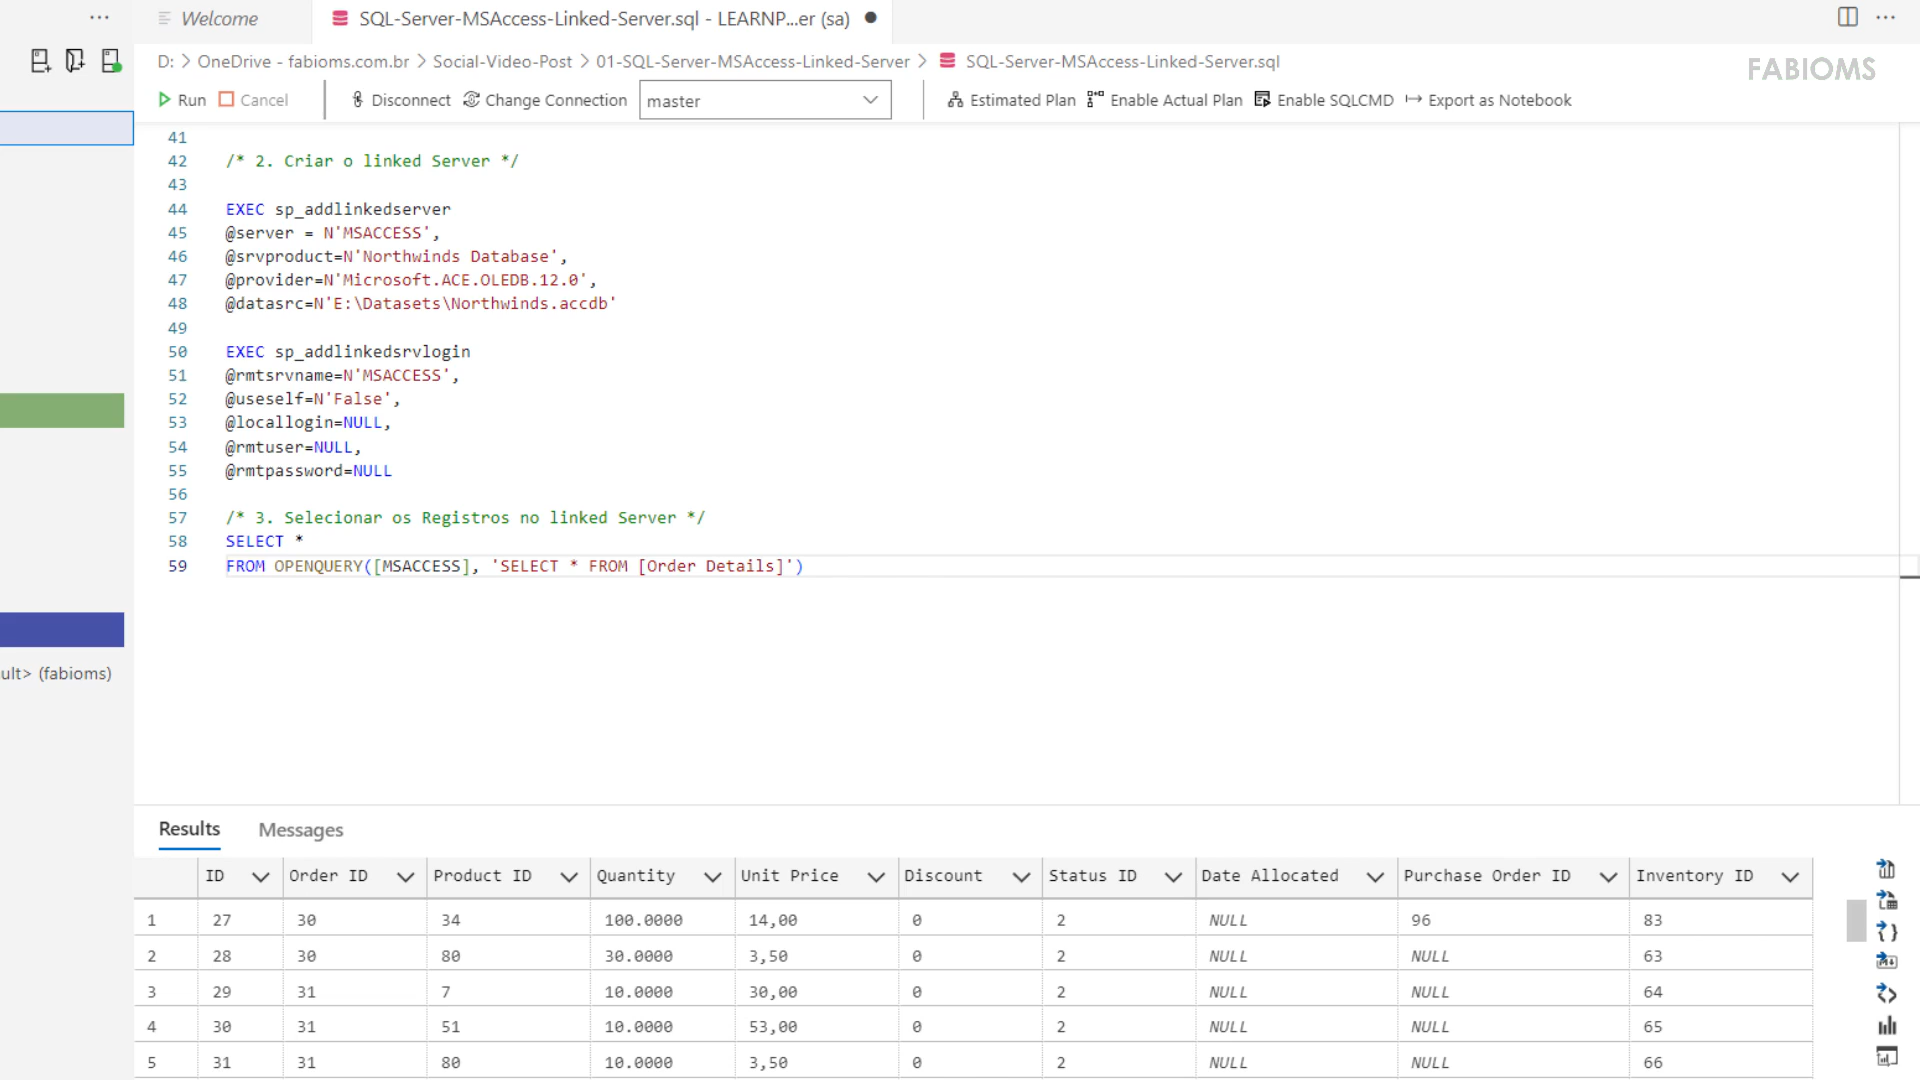 Welcome
SQL-Server-MSAccess-Linked-Server.sql - LEARNP...er (sa)
D: > OneDrive - fabioms.com.br > Social-Video-Post > 01-SQL-Server-MSAccess-Linked-Server > SQL-Server-MSAccess-Linked-Server.sql
FABIOMS
Run Cancel Disconnect Change Connection master Estimated Plan Enable Actual Plan Enable SQLCMD Export as Notebook
41
42 /* 2. Criar o linked Server */
43
44 EXEC sp_addlinkedserver
45 @server = N'MSACCESS',
46 @srvproduct=N'Northwinds Database',
47 @provider=N'Microsoft.ACE.OLEDB.12.0',
48 @datasrc=N'E:\Datasets\Northwinds.accdb'
49
50 EXEC sp_addlinkedsrvlogin
51 @rmtsrvname=N'MSACCESS',
52 @useself=N'False',
53 @locallogin=NULL,
54 @rmtuser=NULL,
55 @rmtpassword=NULL
56
57 /* 3. Selecionar os Registros no linked Server */
58 SELECT *
59 FROM OPENQUERY([MSACCESS], 'SELECT * FROM [Order Details]')
ult> (fabioms)
Results Messages
ID Order ID Product ID Quantity Unit Price Discount Status ID Date Allocated Purchase Order ID Inventory ID
1 27 30 34 100.0000 14,00 0 2 NULL 96 83
2 28 30 80 30.0000 3,50 0 2 NULL NULL 63
3 29 31 7 10.0000 30,00 0 2 NULL NULL 64
4 30 31 51 10.0000 53,00 0 2 NULL NULL 65
5 31 31 80 10.0000 3,50 0 2 NULL NULL 66